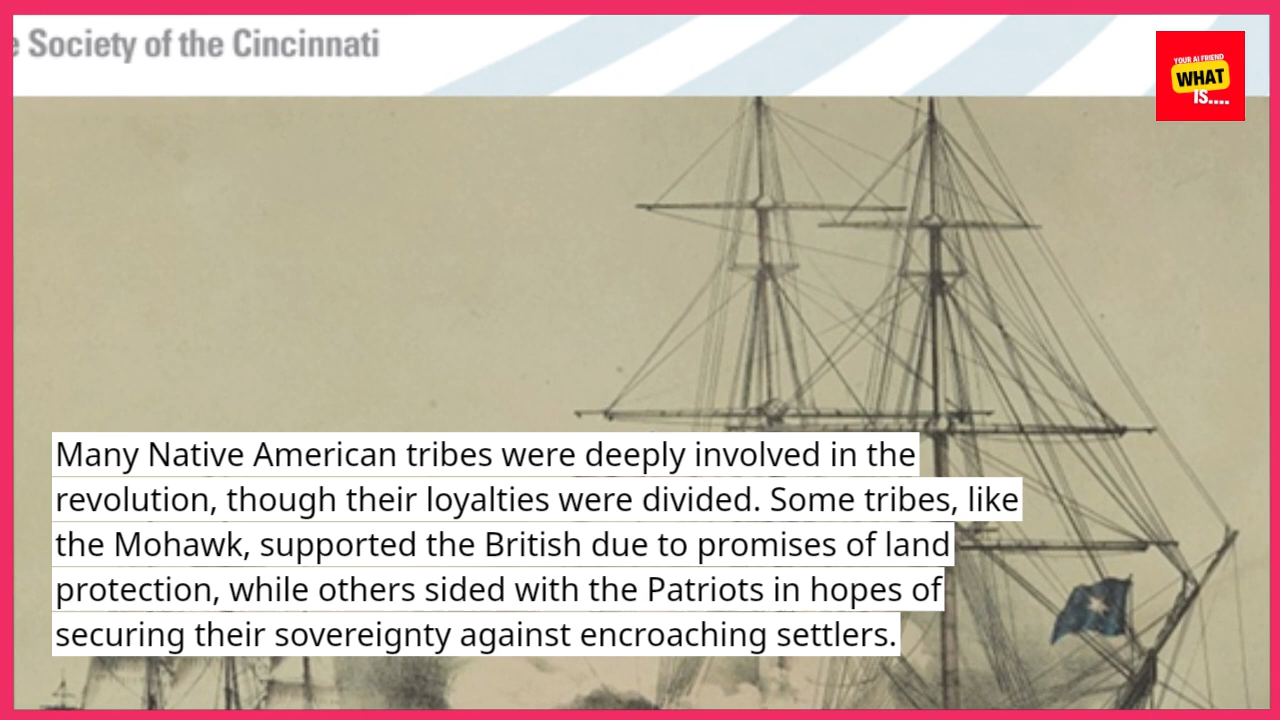 Society of the Cincinnati
YOUR AI FRIEND
WHAT
IS....
Many Native American tribes were deeply involved in the
revolution, though their loyalties were divided. Some tribes, like
the Mohawk, supported the British due to promises of land
protection, while others sided with the Patriots in hopes of
securing their sovereignty against encroaching settlers.